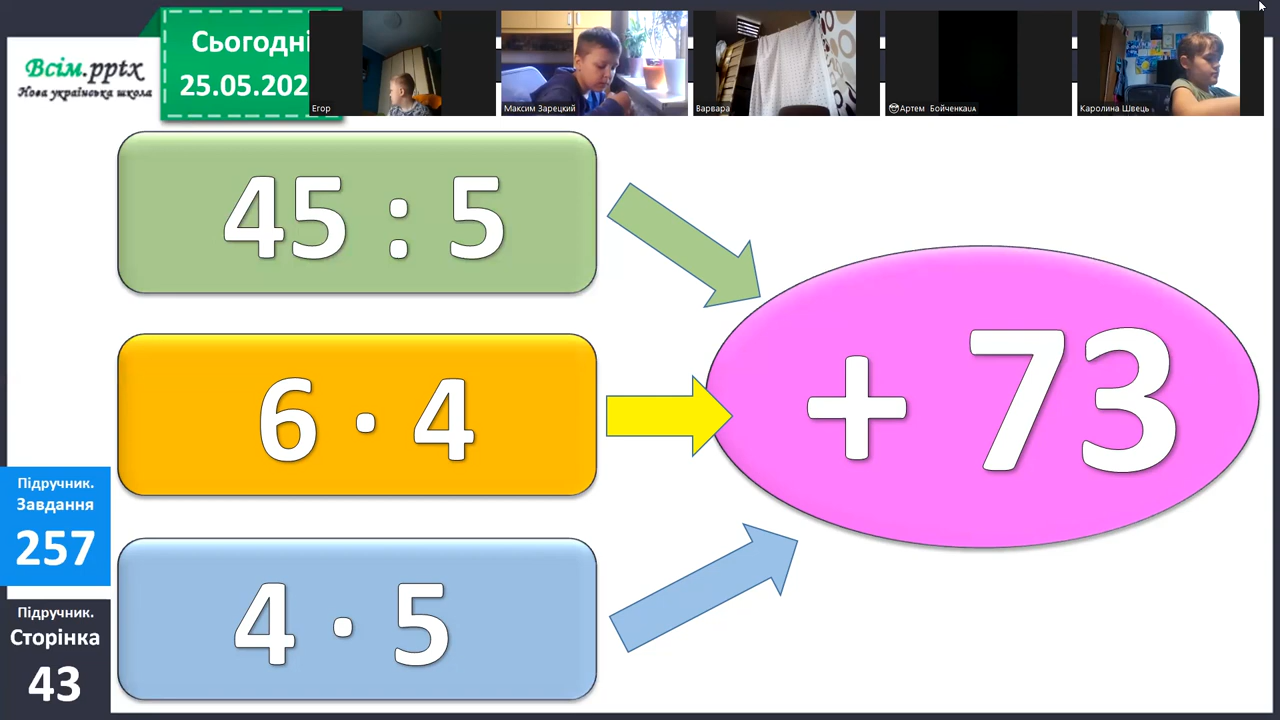 Всім.pptx
Нова українська школа
Сьогодні
25.05.202
Егор
Максим Зарецкий
Варвара
Артем Бойченкаuᴀ
Каролина Швець
45 : 5
6 · 4
4 · 5
+ 73
Підручник.
Завдання
257
Підручник.
Сторінка
43